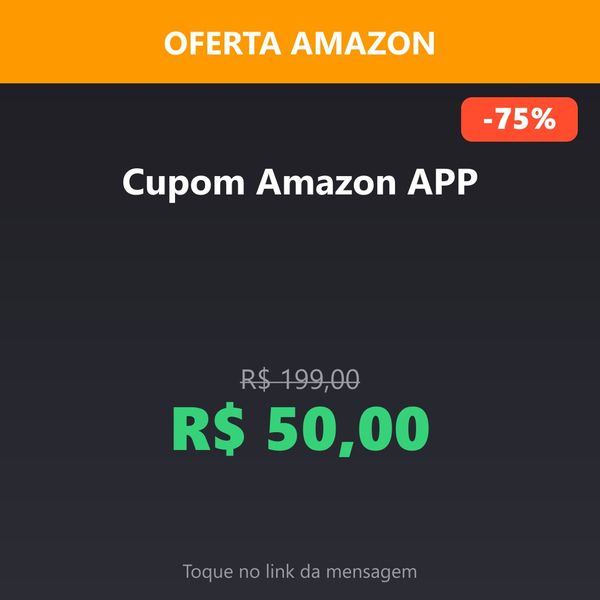 OFERTA AMAZON
-75%
Cupom Amazon APP
R$ 199,00
R$ 50,00
Toque no link da mensagem